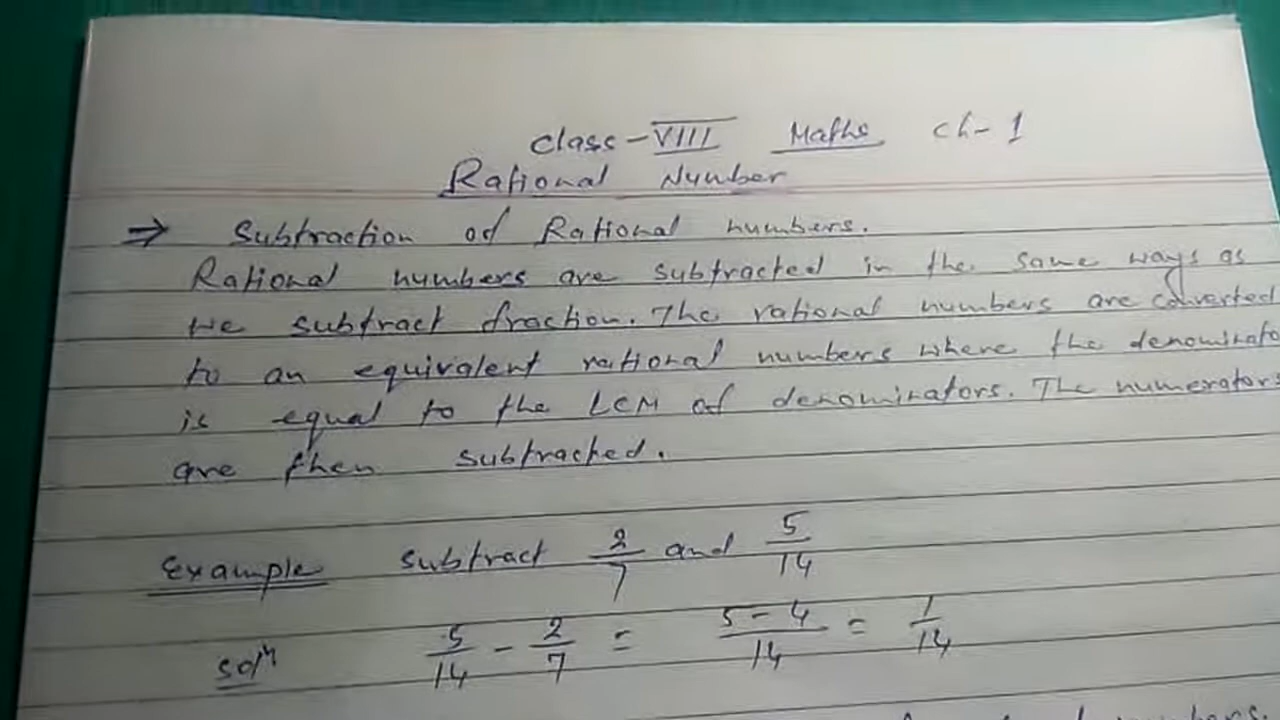 Class - VIII Maths Ch- 1
Rational Number
⇒ Subtraction of Rational numbers.
Rational numbers are subtracted in the same ways as
we subtract fraction. The rational numbers are converted
to an equivalent rational numbers where the denominato
is equal to the LCM of denominators. The numerators
are then subtracted.
Example Subtract 2/7 and 5/14
Solⁿ 5/14 - 2/7 = 5-4/14 = 1/14
numbers.